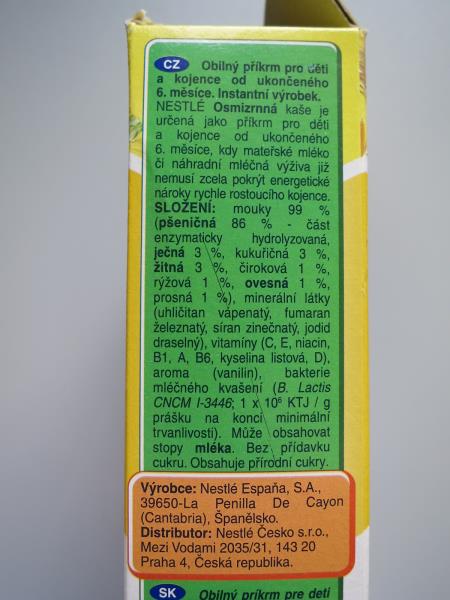 CZ Obilný příkrm pro děti
a kojence od ukončeného
6. měsíce. Instantní výrobek.
NESTLÉ Osmizrnná kaše je
určená jako příkrm pro děti
a kojence od ukončeného
6. měsíce, kdy mateřské mléko
či náhradní mléčná výživa již
nemusí zcela pokrýt energetické
nároky rychle rostoucího kojence.
SLOŽENÍ: mouky 99 %
(pšeničná 86 % - část
enzymaticky hydrolyzovaná,
ječná 3 %, kukuřičná 3 %,
žitná 3 %, čiroková 1 %,
rýžová 1 %, ovesná 1 %,
prosná 1 %), minerální látky
(uhličitan vápenatý, fumaran
železnatý, síran zinečnatý, jodid
draselný), vitamíny (C, E, niacin,
B1, A, B6, kyselina listová, D),
aroma (vanilin), bakterie
mléčného kvašení (B. Lactis
CNCM I-3446; 1 x 10⁶ KTJ / g
prášku na konci minimální
trvanlivosti). Může obsahovat
stopy mléka. Bez přídavku
cukru. Obsahuje přírodní cukry.
Výrobce: Nestlé España, S.A.,
39650-La Penilla De Cayon
(Cantabria), Španělsko.
Distributor: Nestlé Česko s.r.o.,
Mezi Vodami 2035/31, 143 20
Praha 4, Česká republika.
SK Obilný príkrm pre deti